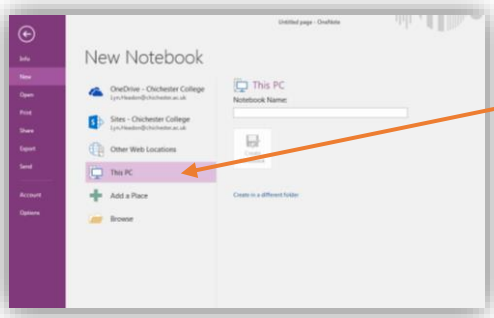 Untitled page - OneNote
Info
New
Open
Print
Share
Export
Send
Account
Options
New Notebook
OneDrive - Chichester College
Lyn.Headon@chichester.ac.uk
Sites - Chichester College
Lyn.Headon@chichester.ac.uk
Other Web Locations
This PC
Add a Place
Browse
This PC
Notebook Name:
Create
Notebook
Create in a different folder